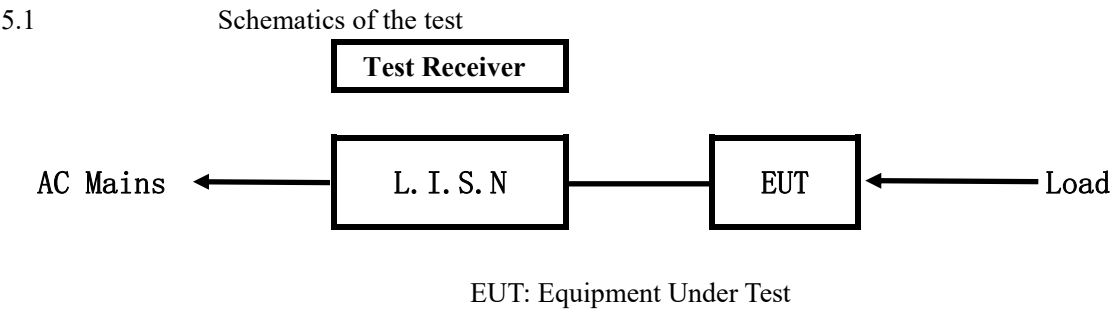 5.1 Schematics of the test
Test Receiver
AC Mains L.I.S.N EUT Load
EUT: Equipment Under Test